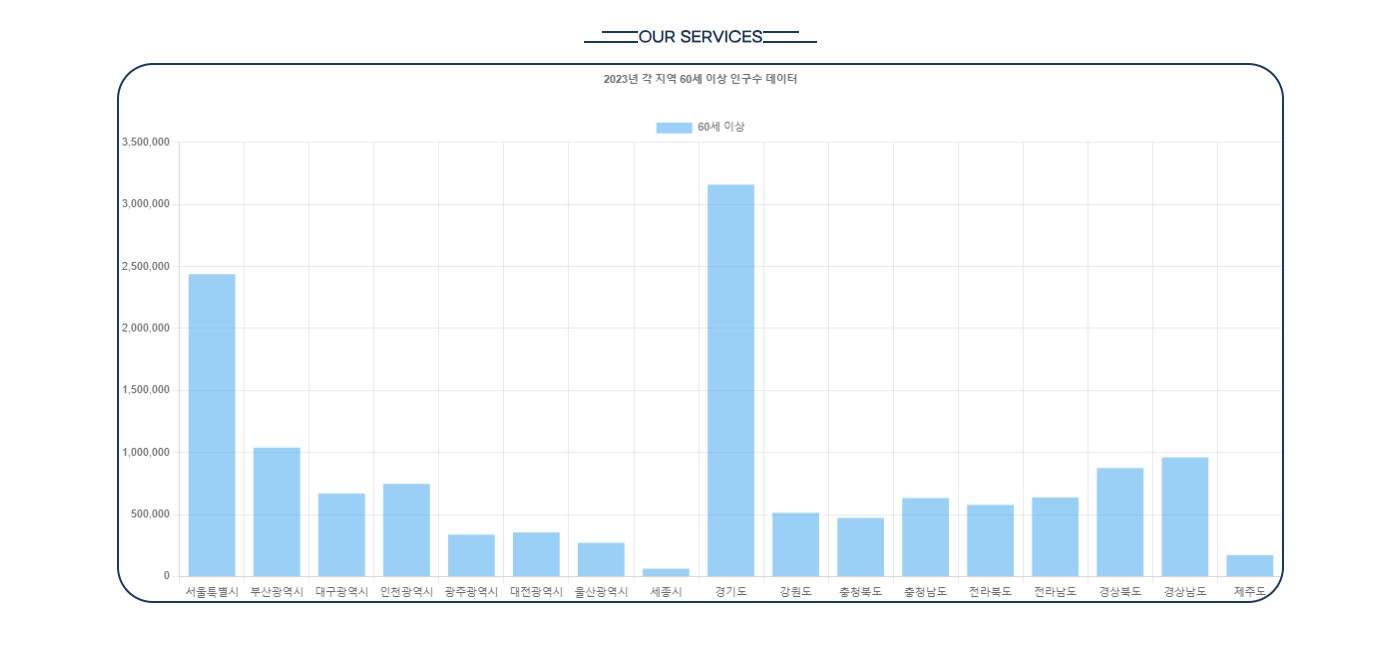 OUR SERVICES
2023년 각 지역 60세 이상 인구수 데이터
60세 이상
3,500,000
3,000,000
2,500,000
2,000,000
1,500,000
1,000,000
500,000
0
서울특별시 부산광역시 대구광역시 인천광역시 광주광역시 대전광역시 울산광역시 세종시 경기도 강원도 충청북도 충청남도 전라북도 전라남도 경상북도 경상남도 제주도